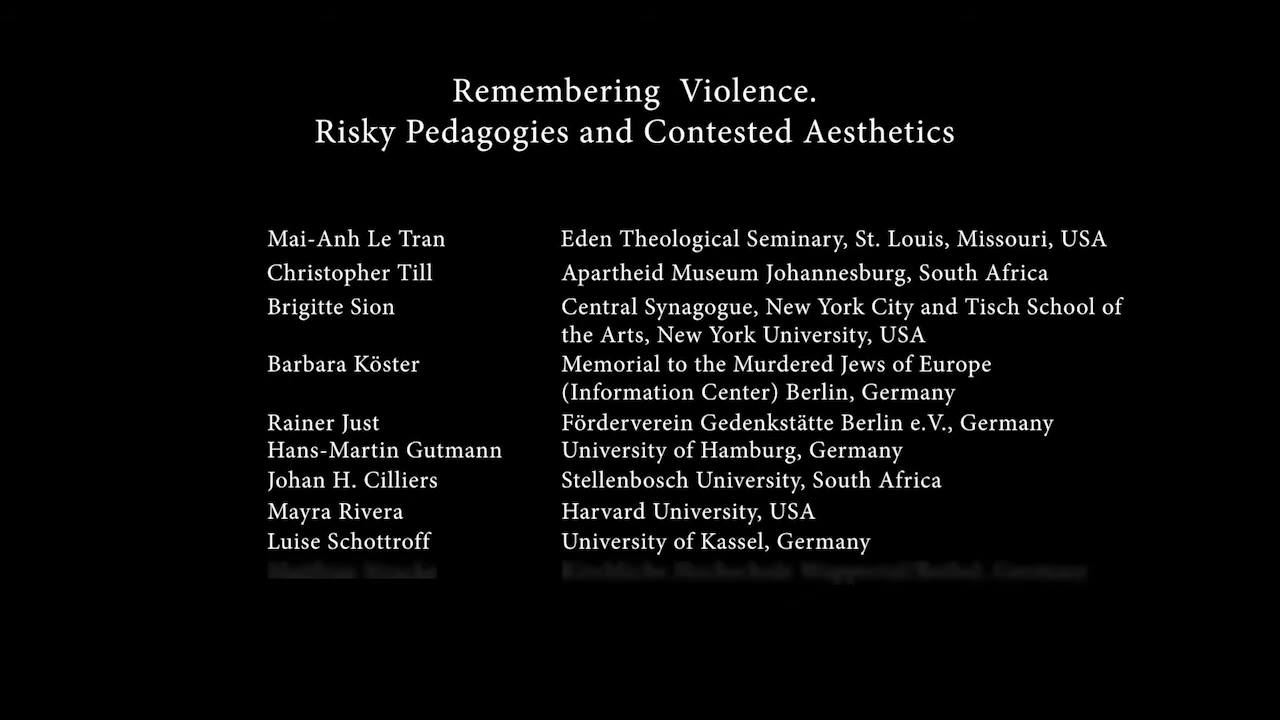 Remembering Violence.
Risky Pedagogies and Contested Aesthetics
Mai-Anh Le Tran Eden Theological Seminary, St. Louis, Missouri, USA
Christopher Till Apartheid Museum Johannesburg, South Africa
Brigitte Sion Central Synagogue, New York City and Tisch School of
the Arts, New York University, USA
Barbara Köster Memorial to the Murdered Jews of Europe
(Information Center) Berlin, Germany
Rainer Just Förderverein Gedenkstätte Berlin e.V., Germany
Hans-Martin Gutmann University of Hamburg, Germany
Johan H. Cilliers Stellenbosch University, South Africa
Mayra Rivera Harvard University, USA
Luise Schottroff University of Kassel, Germany